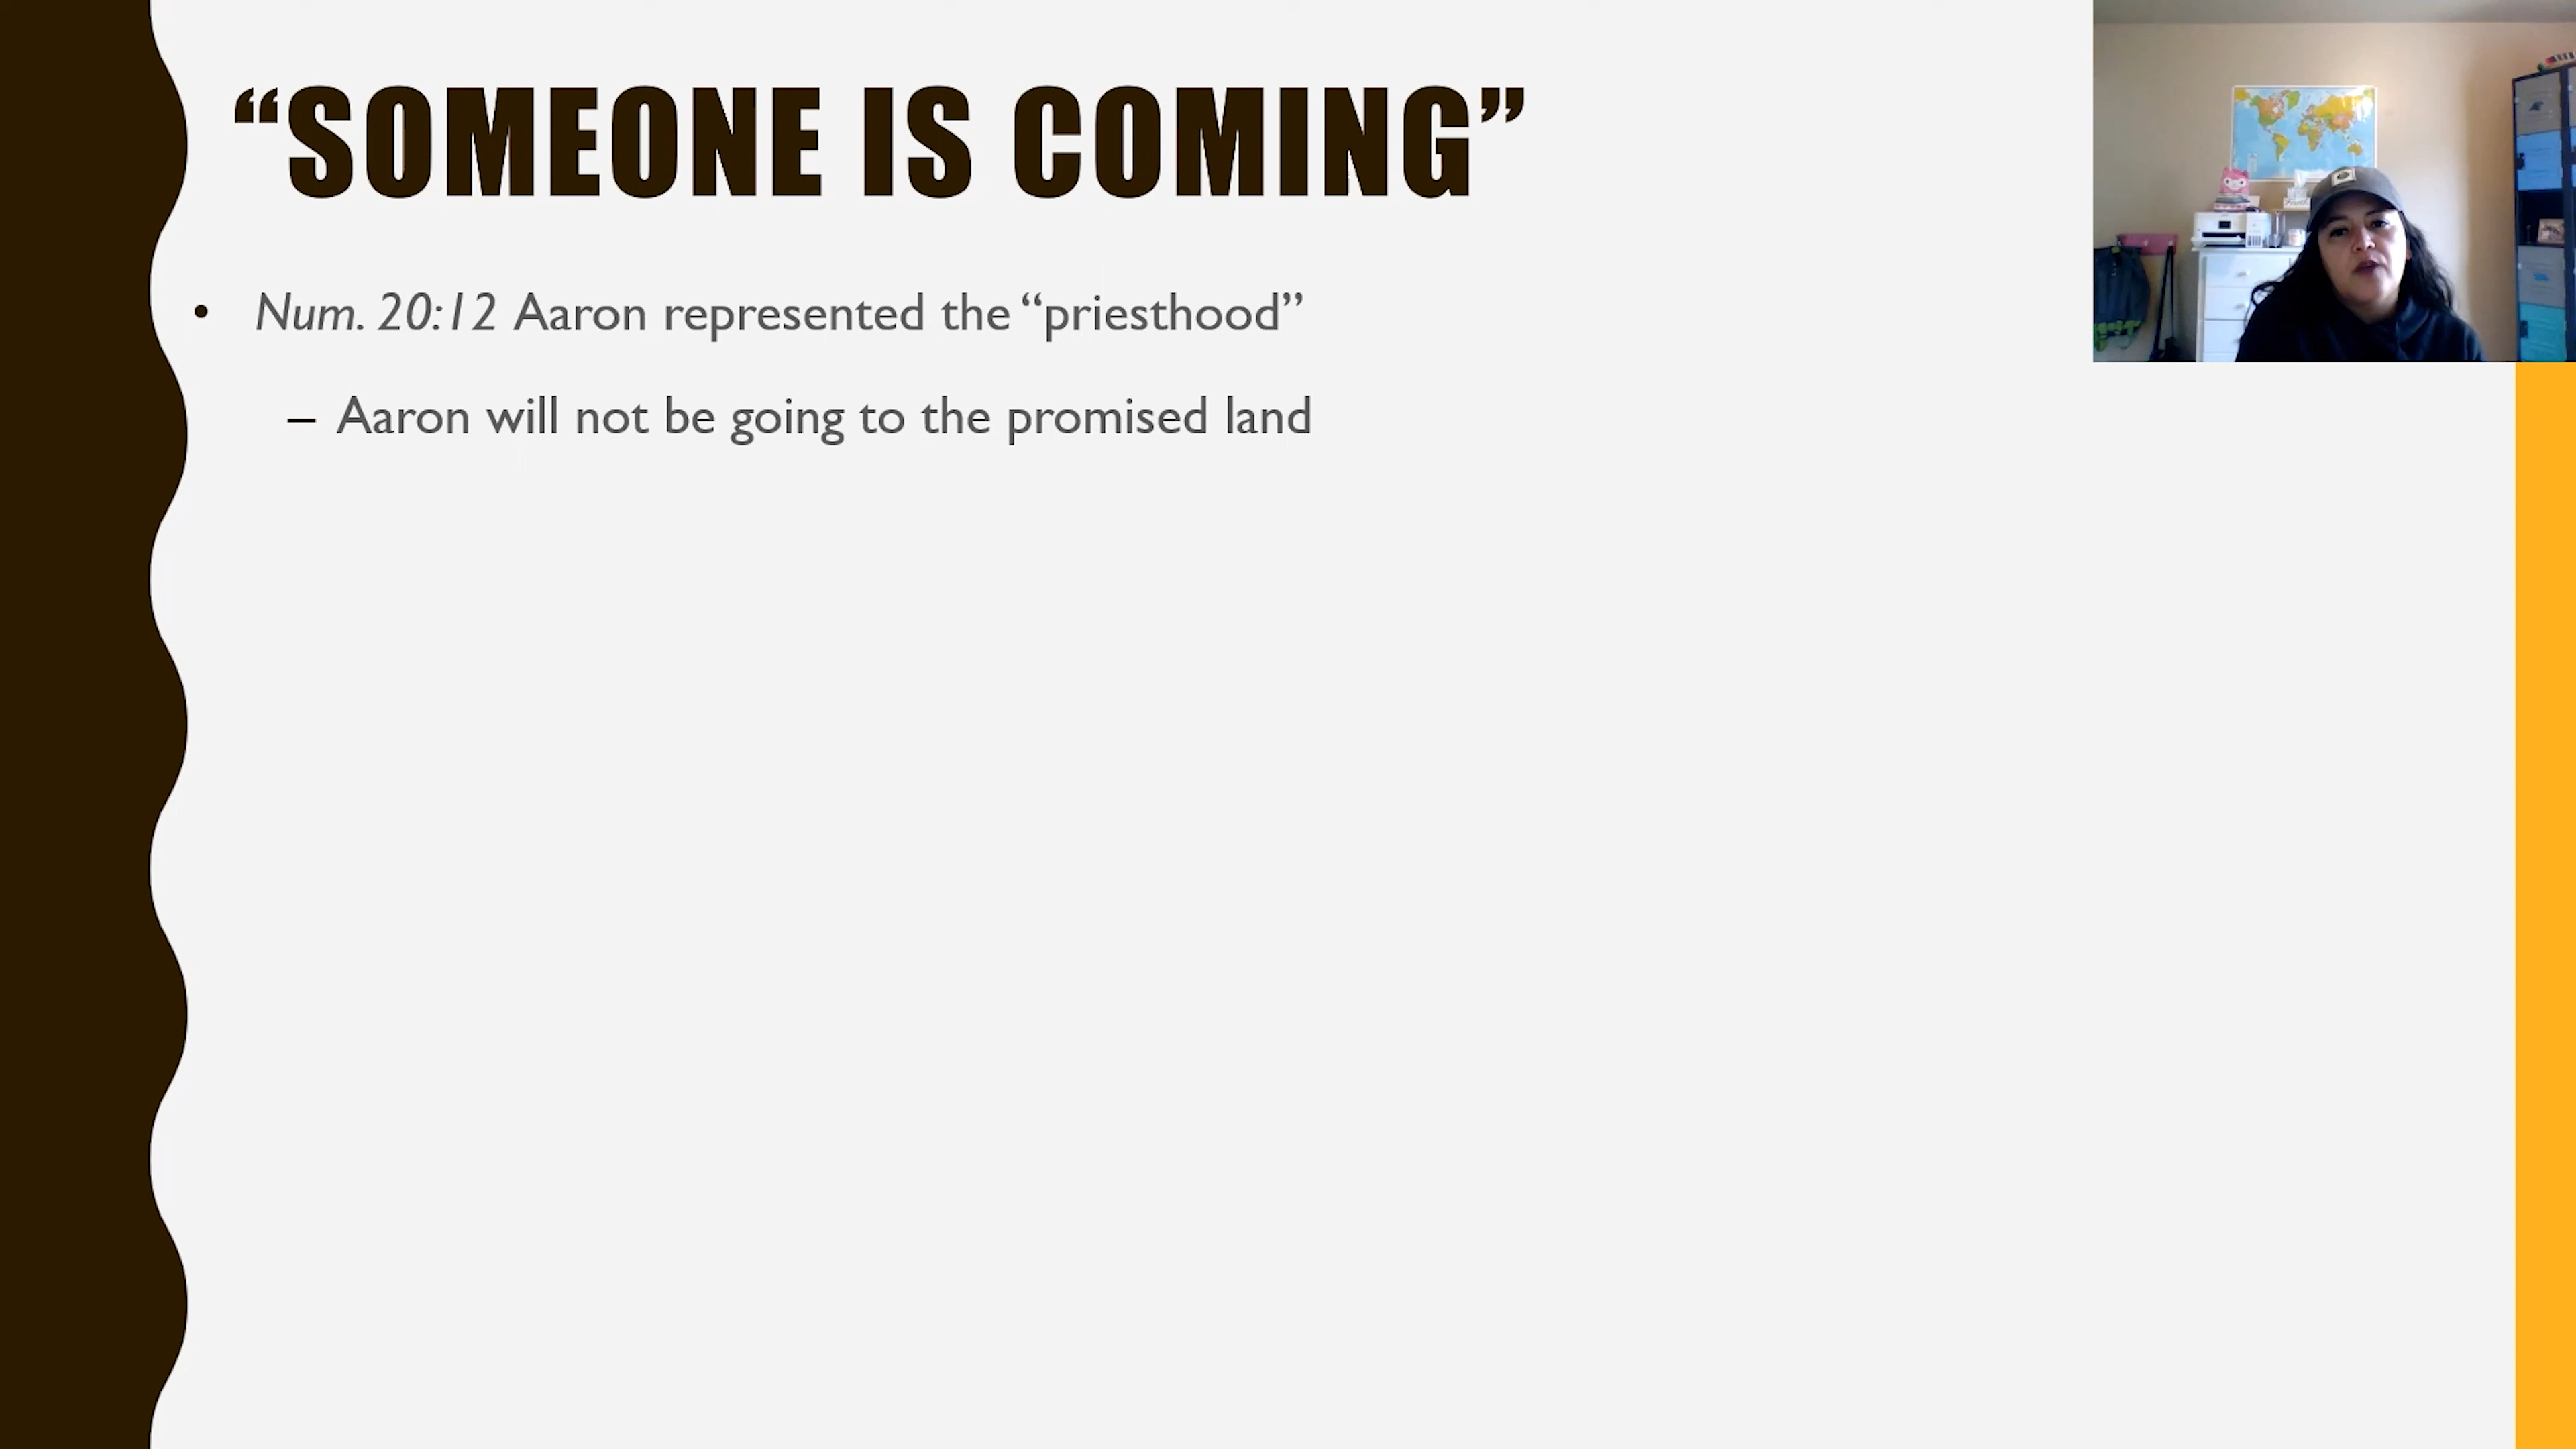 “SOMEONE IS COMING”
• Num. 20:12 Aaron represented the “priesthood”
– Aaron will not be going to the promised land